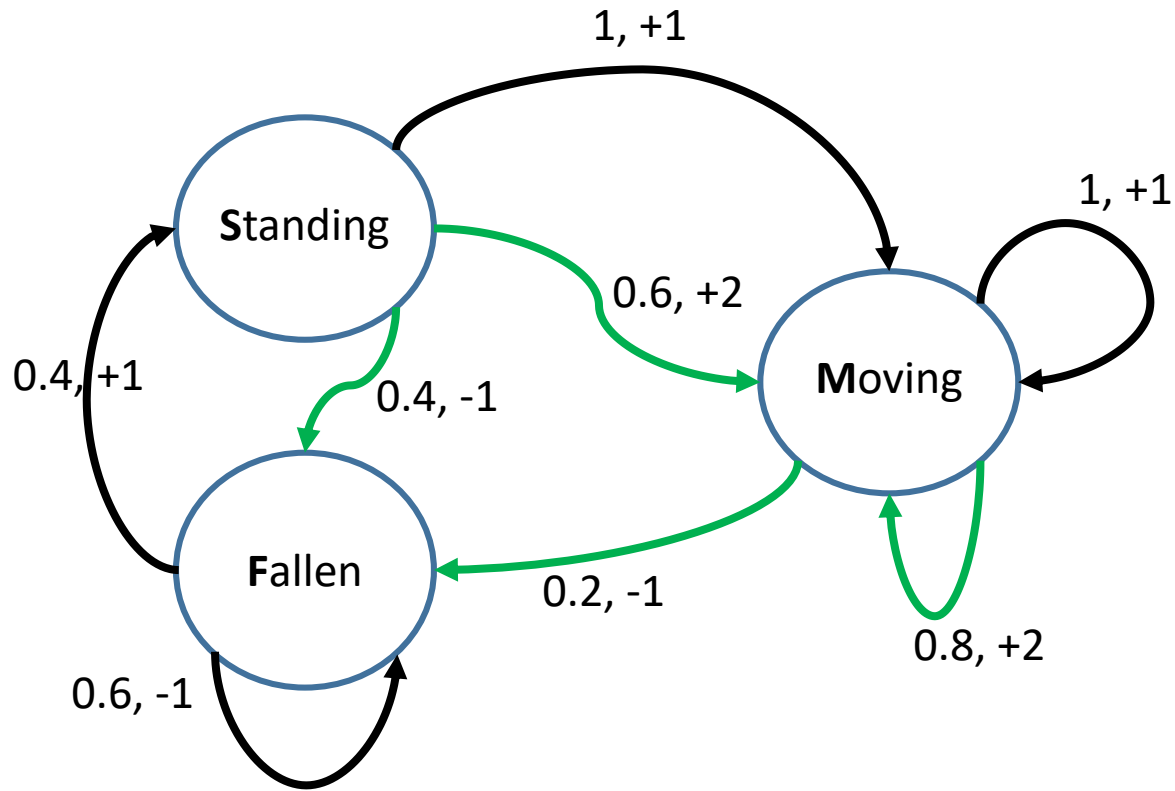 1, +1
1, +1
Standing
0.6, +2
0.4, +1
0.4, -1
Moving
Fallen
0.2, -1
0.8, +2
0.6, -1